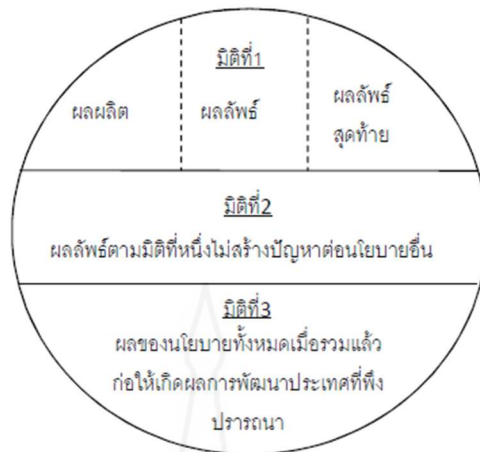 มิติที่1
ผลผลิต
ผลลัพธ์
ผลลัพธ์
สุดท้าย
มิติที่2
ผลลัพธ์ตามมิติที่หนึ่งไม่สร้างปัญหาต่อนโยบายอื่น
มิติที่3
ผลของนโยบายทั้งหมดเมื่อรวมแล้ว
ก่อให้เกิดผลการพัฒนาประเทศที่พึง
ปรารถนา